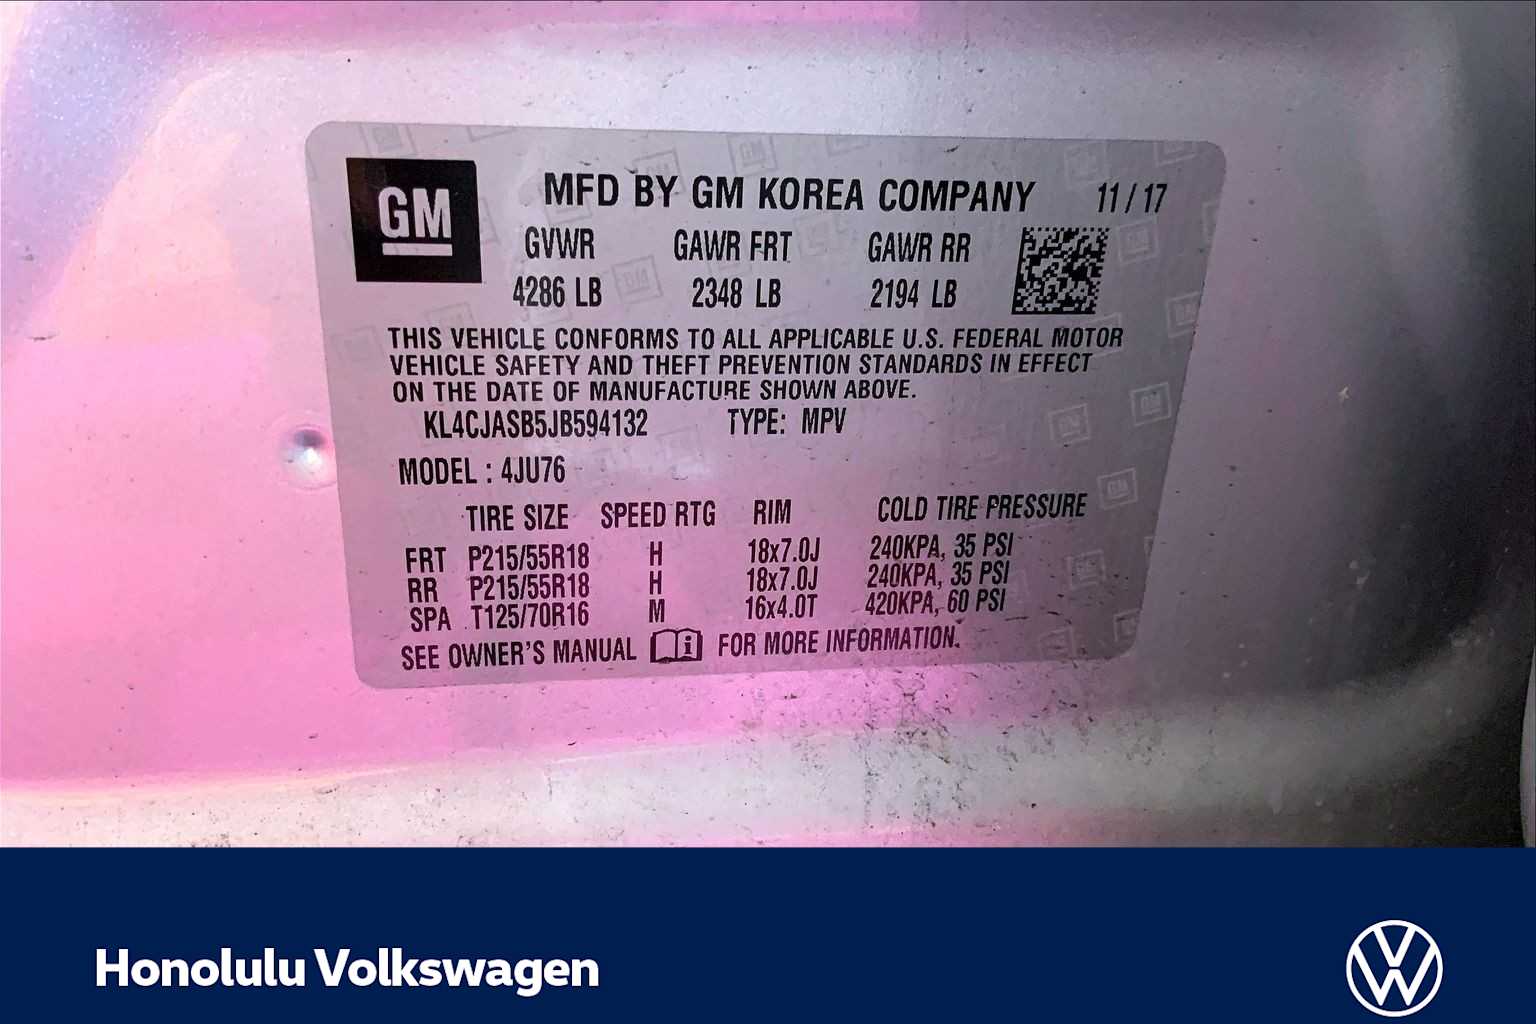 GM
MFD BY GM KOREA COMPANY 11 / 17
GVWR GAWR FRT GAWR RR
4286 LB 2348 LB 2194 LB
THIS VEHICLE CONFORMS TO ALL APPLICABLE U.S. FEDERAL MOTOR
VEHICLE SAFETY AND THEFT PREVENTION STANDARDS IN EFFECT
ON THE DATE OF MANUFACTURE SHOWN ABOVE.
KL4CJASB5JB594132 TYPE: MPV
MODEL : 4JU76
TIRE SIZE SPEED RTG RIM COLD TIRE PRESSURE
FRT P215/55R18 H 18x7.0J 240KPA, 35 PSI
RR P215/55R18 H 18x7.0J 240KPA, 35 PSI
SPA T125/70R16 M 16x4.0T 420KPA, 60 PSI
SEE OWNER'S MANUAL i FOR MORE INFORMATION.
Honolulu Volkswagen